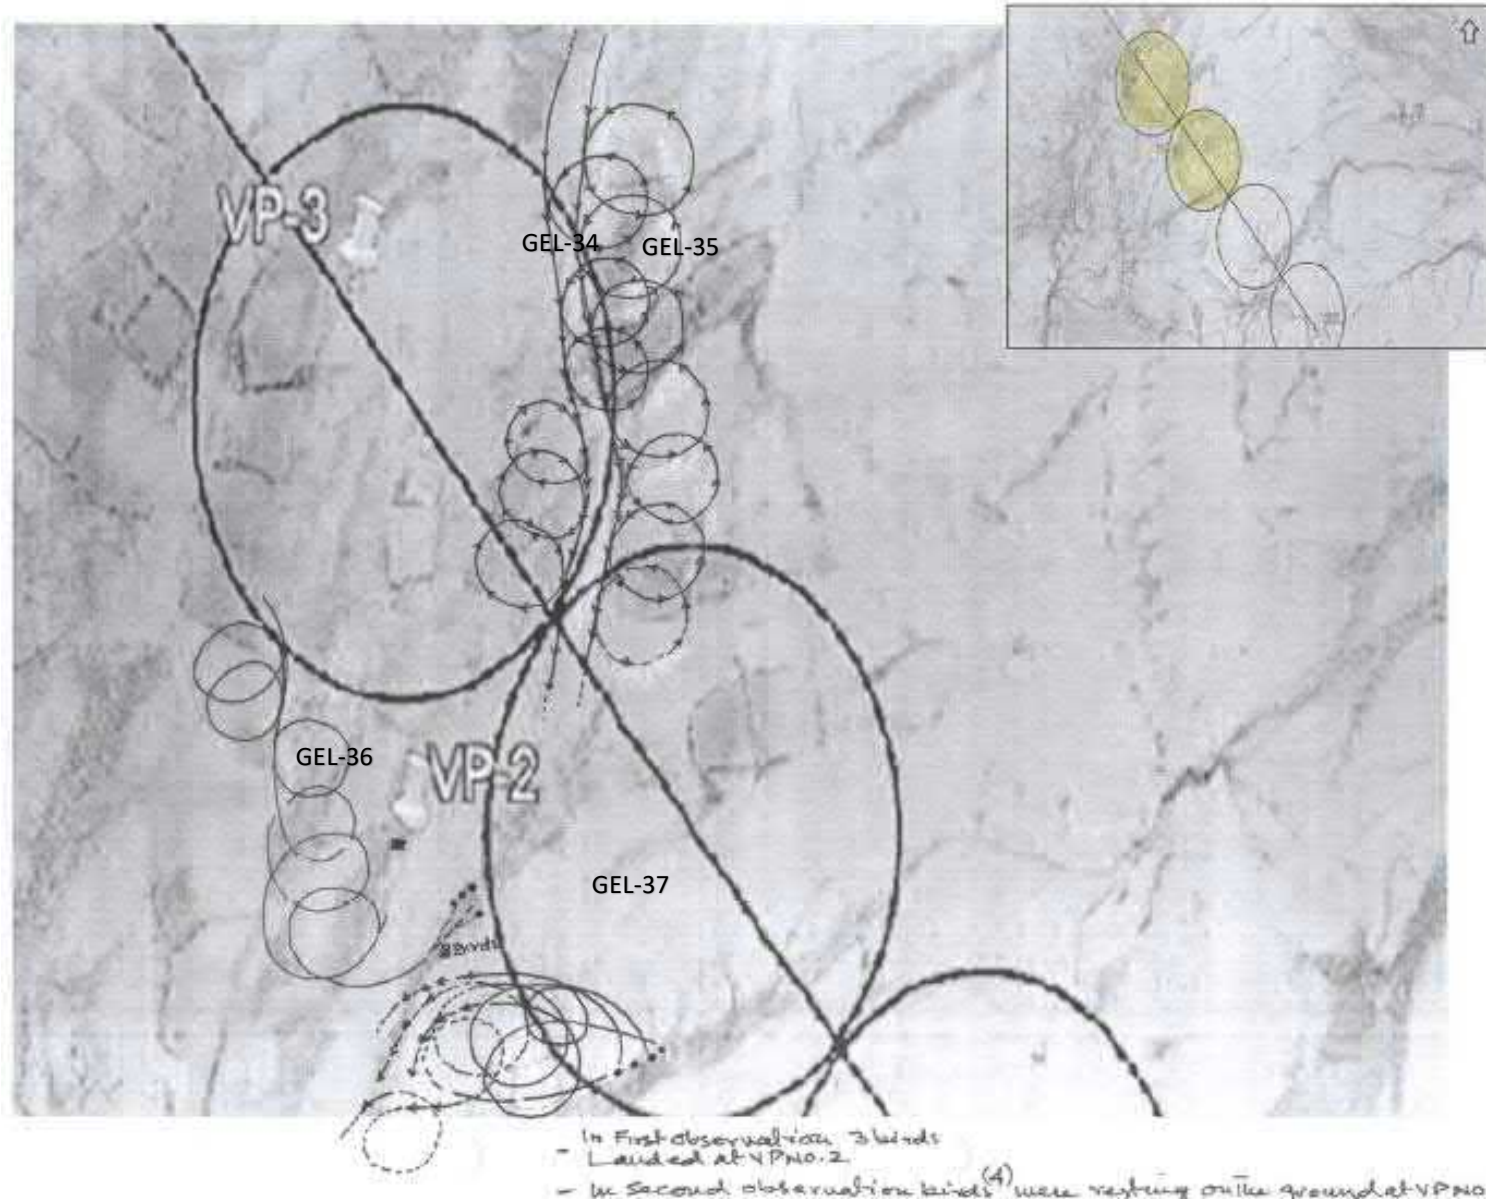 VP-3
GEL-34
GEL-35
GEL-36
VP-2
GEL-37
In First observation 3 birds
Landed at VP NO. 2
- In second observation birds (4) were resting on the ground at VP NO